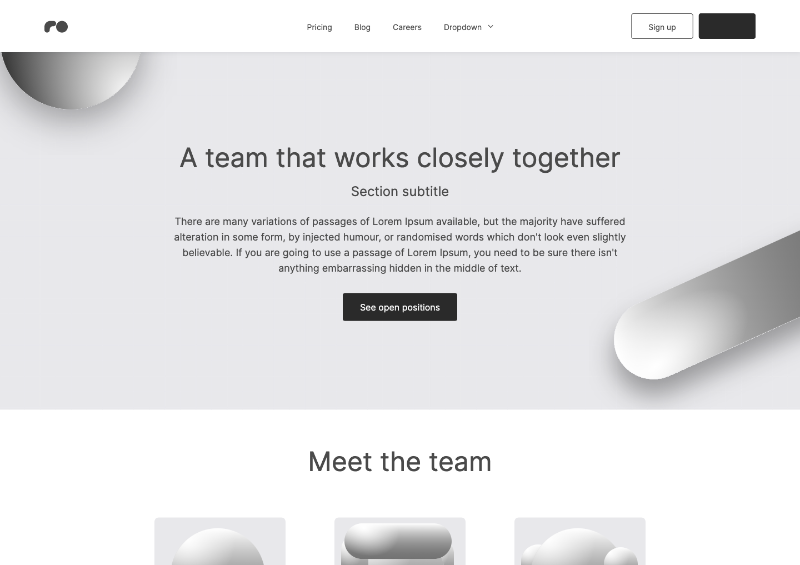 Pricing
Blog
Careers
Dropdown
Sign up
A team that works closely together
Section subtitle
There are many variations of passages of Lorem Ipsum available, but the majority have suffered
alteration in some form, by injected humour, or randomised words which don't look even slightly
believable. If you are going to use a passage of Lorem Ipsum, you need to be sure there isn't
anything embarrassing hidden in the middle of text.
See open positions
Meet the team